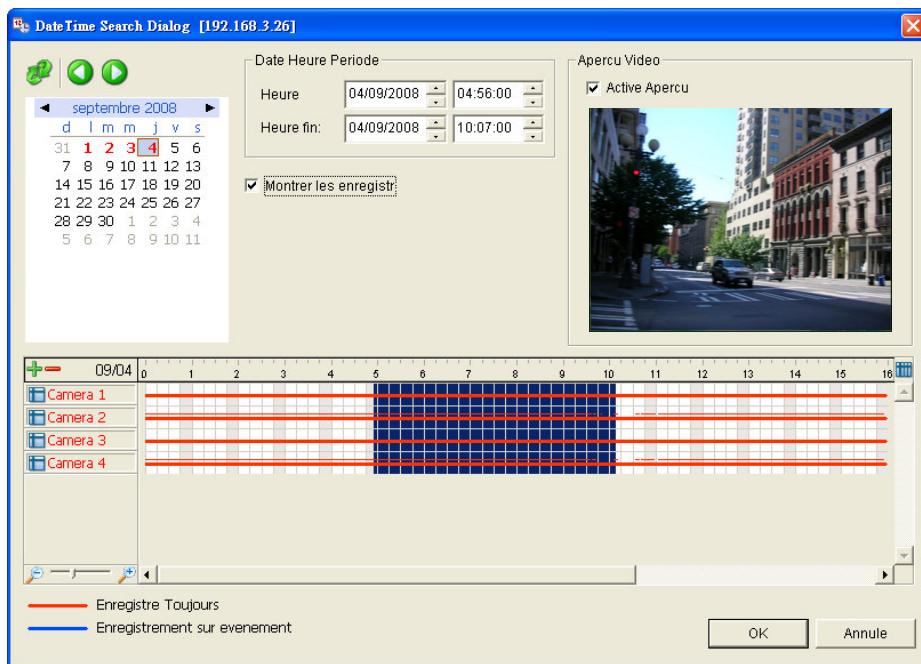 DateTime Search Dialog [192.168.3.26]
septembre 2008
d l m m j v s
31 1 2 3 4 5 6
7 8 9 10 11 12 13
14 15 16 17 18 19 20
21 22 23 24 25 26 27
28 29 30 1 2 3 4
5 6 7 8 9 10 11
Date Heure Periode
Heure 04/09/2008 04:56:00
Heure fin: 04/09/2008 10:07:00
Montrer les enregistr
Apercu Video
Active Apercu
09/04 0 1 2 3 4 5 6 7 8 9 10 11 12 13 14 15 16
Camera 1
Camera 2
Camera 3
Camera 4
Enregistre Toujours
Enregistrement sur evenement
OK Annule